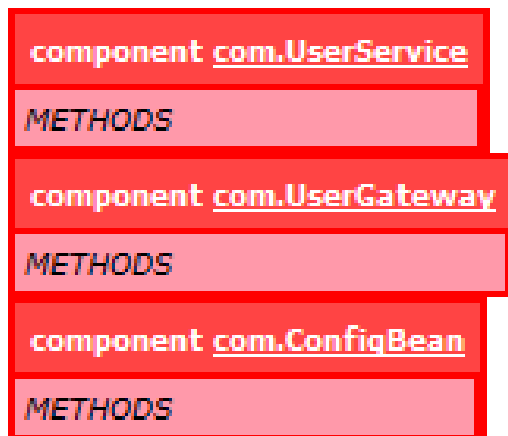 component com.UserService
METHODS
component com.UserGateway
METHODS
component com.ConfigBean
METHODS